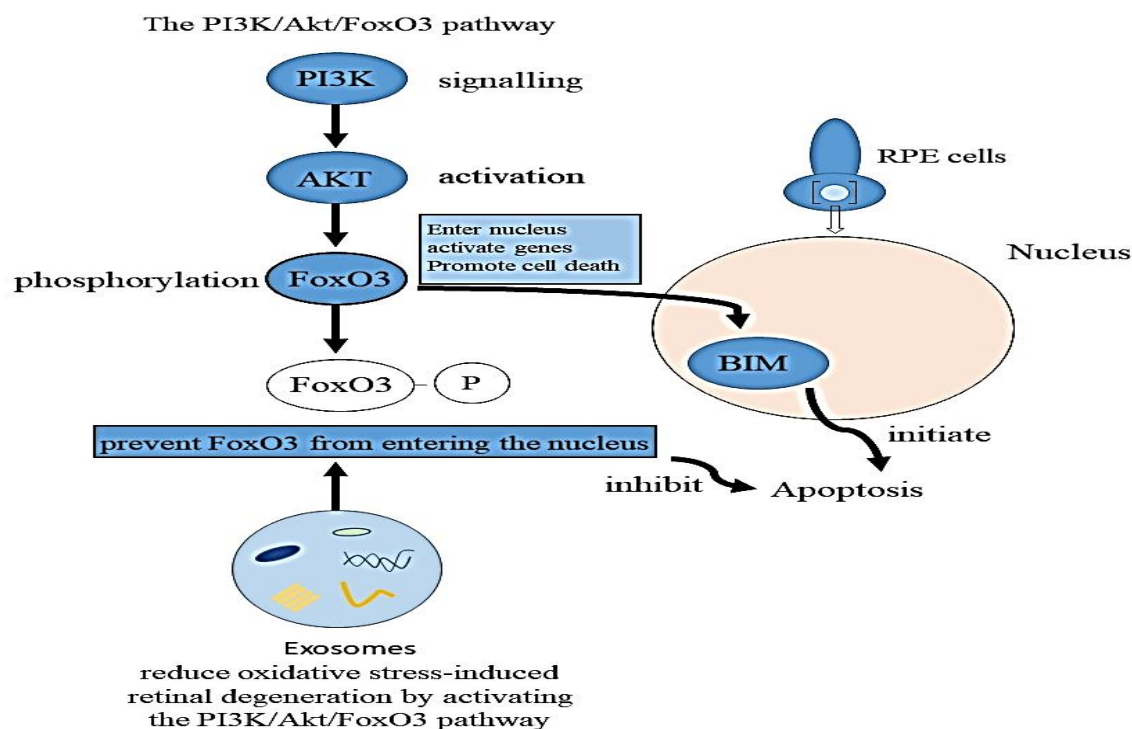 The PI3K/Akt/FoxO3 pathway
PI3K
signalling
AKT
activation
phosphorylation
FoxO3
Enter nucleus
activate genes
Promote cell death
RPE cells
Nucleus
BIM
FoxO3
P
prevent FoxO3 from entering the nucleus
initiate
inhibit
Apoptosis
Exosomes
reduce oxidative stress-induced
retinal degeneration by activating
the PI3K/Akt/FoxO3 pathway